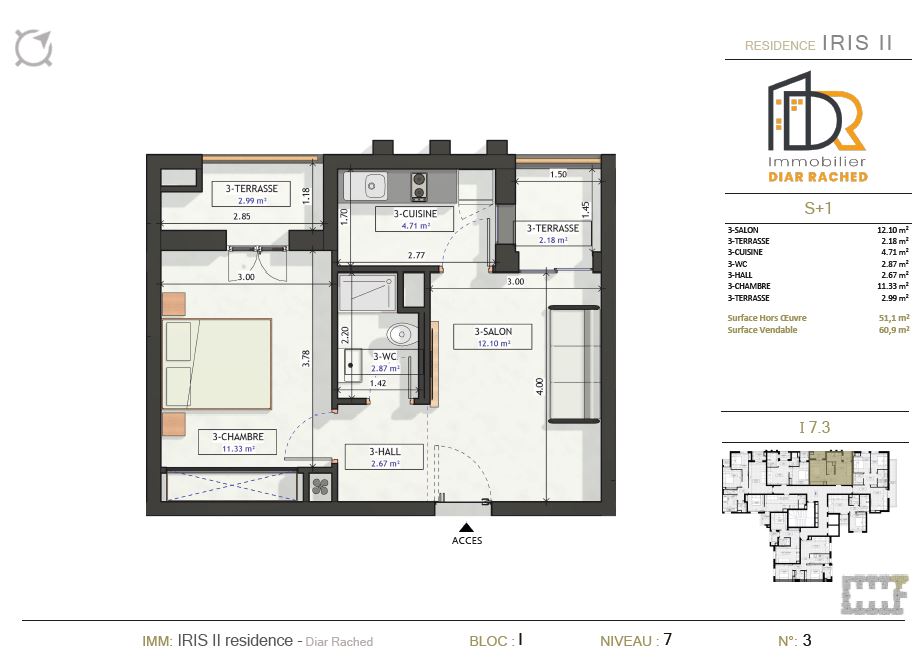 RESIDENCE IRIS II
DR
Immobilier
DIAR RACHED
S+1
3-SALON 12.10 m²
3-TERRASSE 2.18 m²
3-CUISINE 4.71 m²
3-WC 2.87 m²
3-HALL 2.67 m²
3-CHAMBRE 11.33 m²
3-TERRASSE 2.99 m²
Surface Hors Œuvre 51,1 m²
Surface Vendable 60,9 m²
I 7.3
3-TERRASSE
2.99 m²
2.85
1.18
3-CUISINE
4.71 m²
1.70
2.77
1.50
1.45
3-TERRASSE
2.18 m²
3.00
3.00
3-SALON
12.10 m²
4.00
2.20
3-WC
2.87 m²
1.42
3.78
3-CHAMBRE
11.33 m²
3-HALL
2.67 m²
ACCES
IMM: IRIS II residence - Diar Rached
BLOC : I
NIVEAU : 7
N°: 3